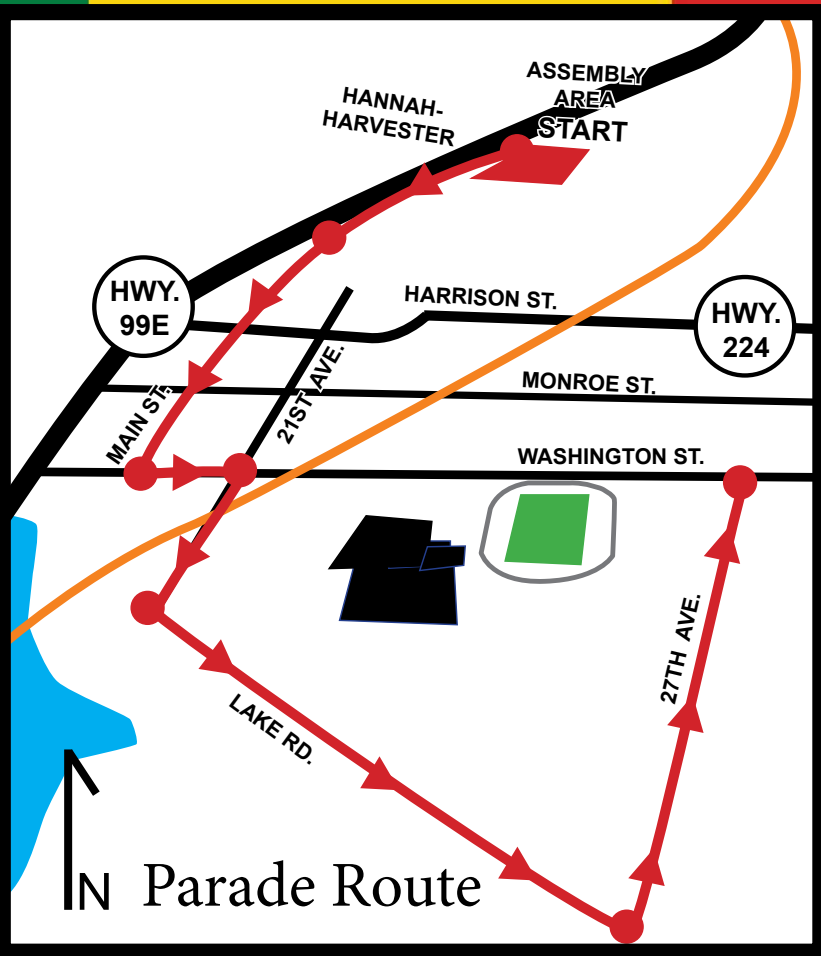 ASSEMBLY
AREA
START
HANNAH-
HARVESTER
HWY.
99E
HARRISON ST.
HWY.
224
21ST AVE.
MONROE ST.
MAIN ST.
WASHINGTON ST.
27TH AVE.
LAKE RD.
N
Parade Route